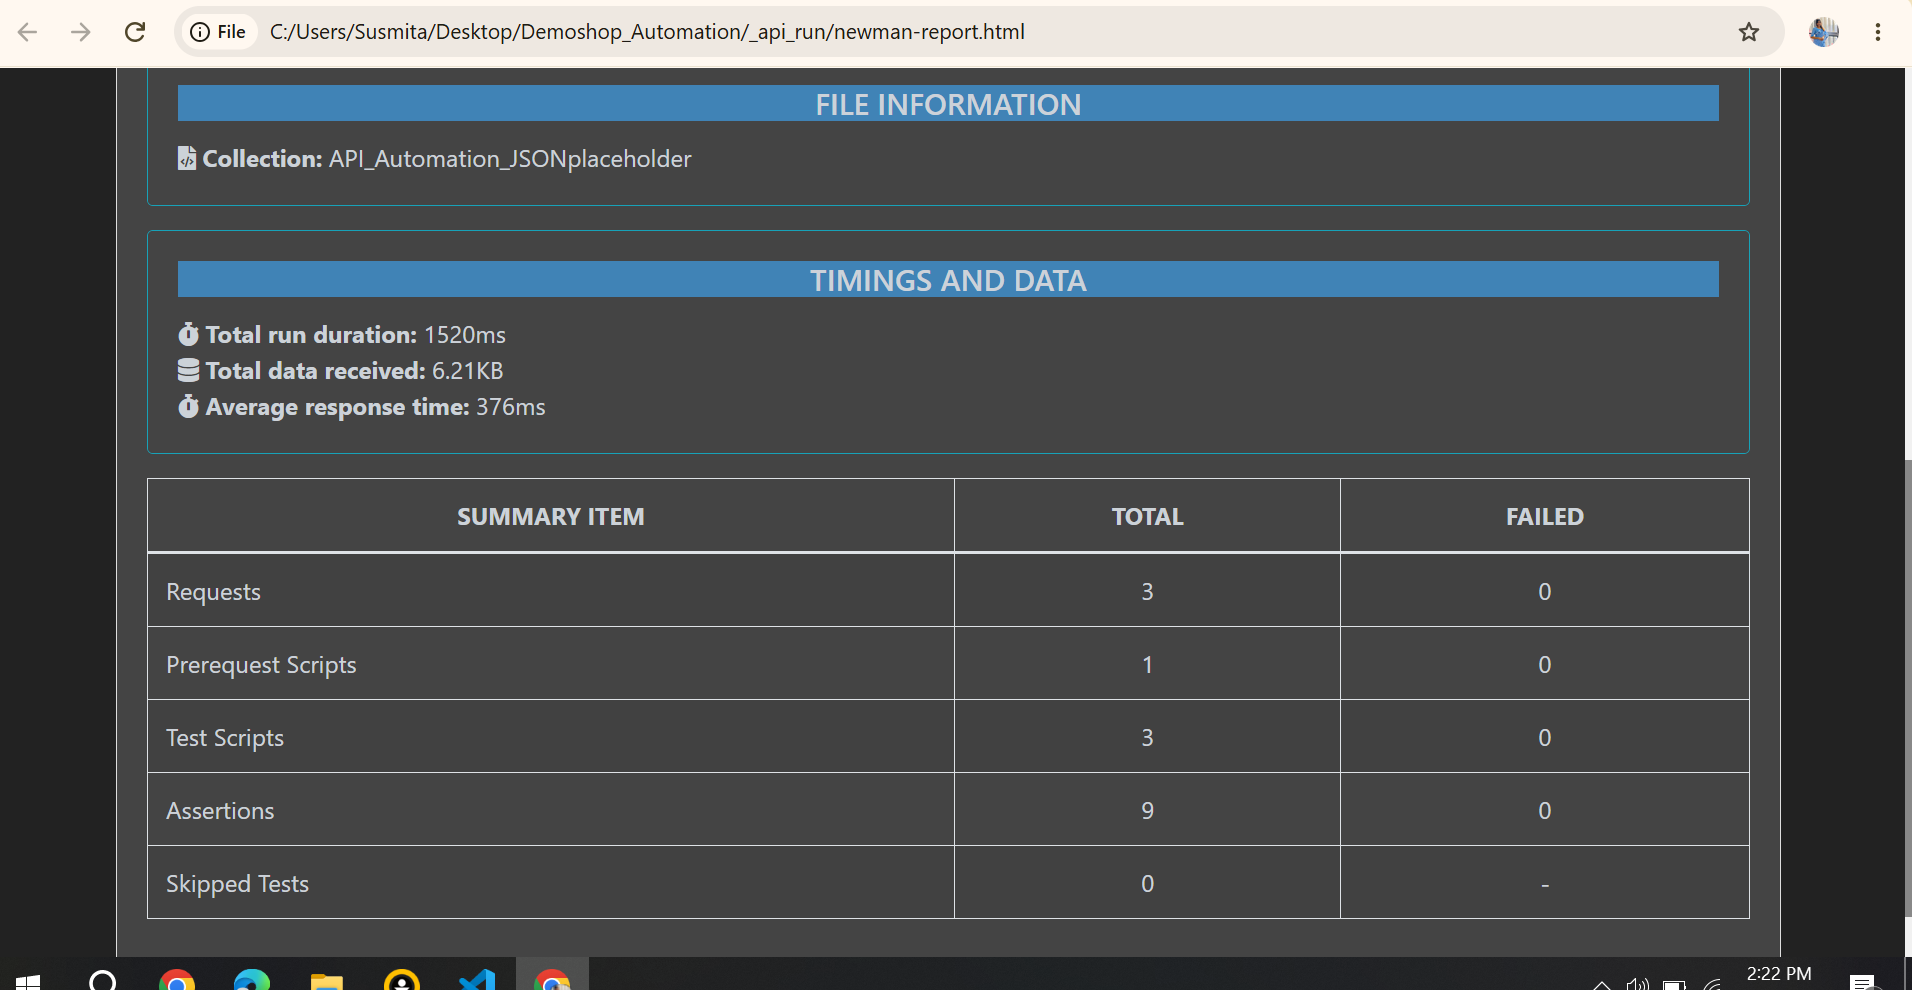 File
C:/Users/Susmita/Desktop/Demoshop_Automation/_api_run/newman-report.html
FILE INFORMATION
Collection: API_Automation_JSONplaceholder
TIMINGS AND DATA
Total run duration: 1520ms
Total data received: 6.21KB
Average response time: 376ms
SUMMARY ITEM TOTAL FAILED
Requests 3 0
Prerequest Scripts 1 0
Test Scripts 3 0
Assertions 9 0
Skipped Tests 0 -
2:22 PM